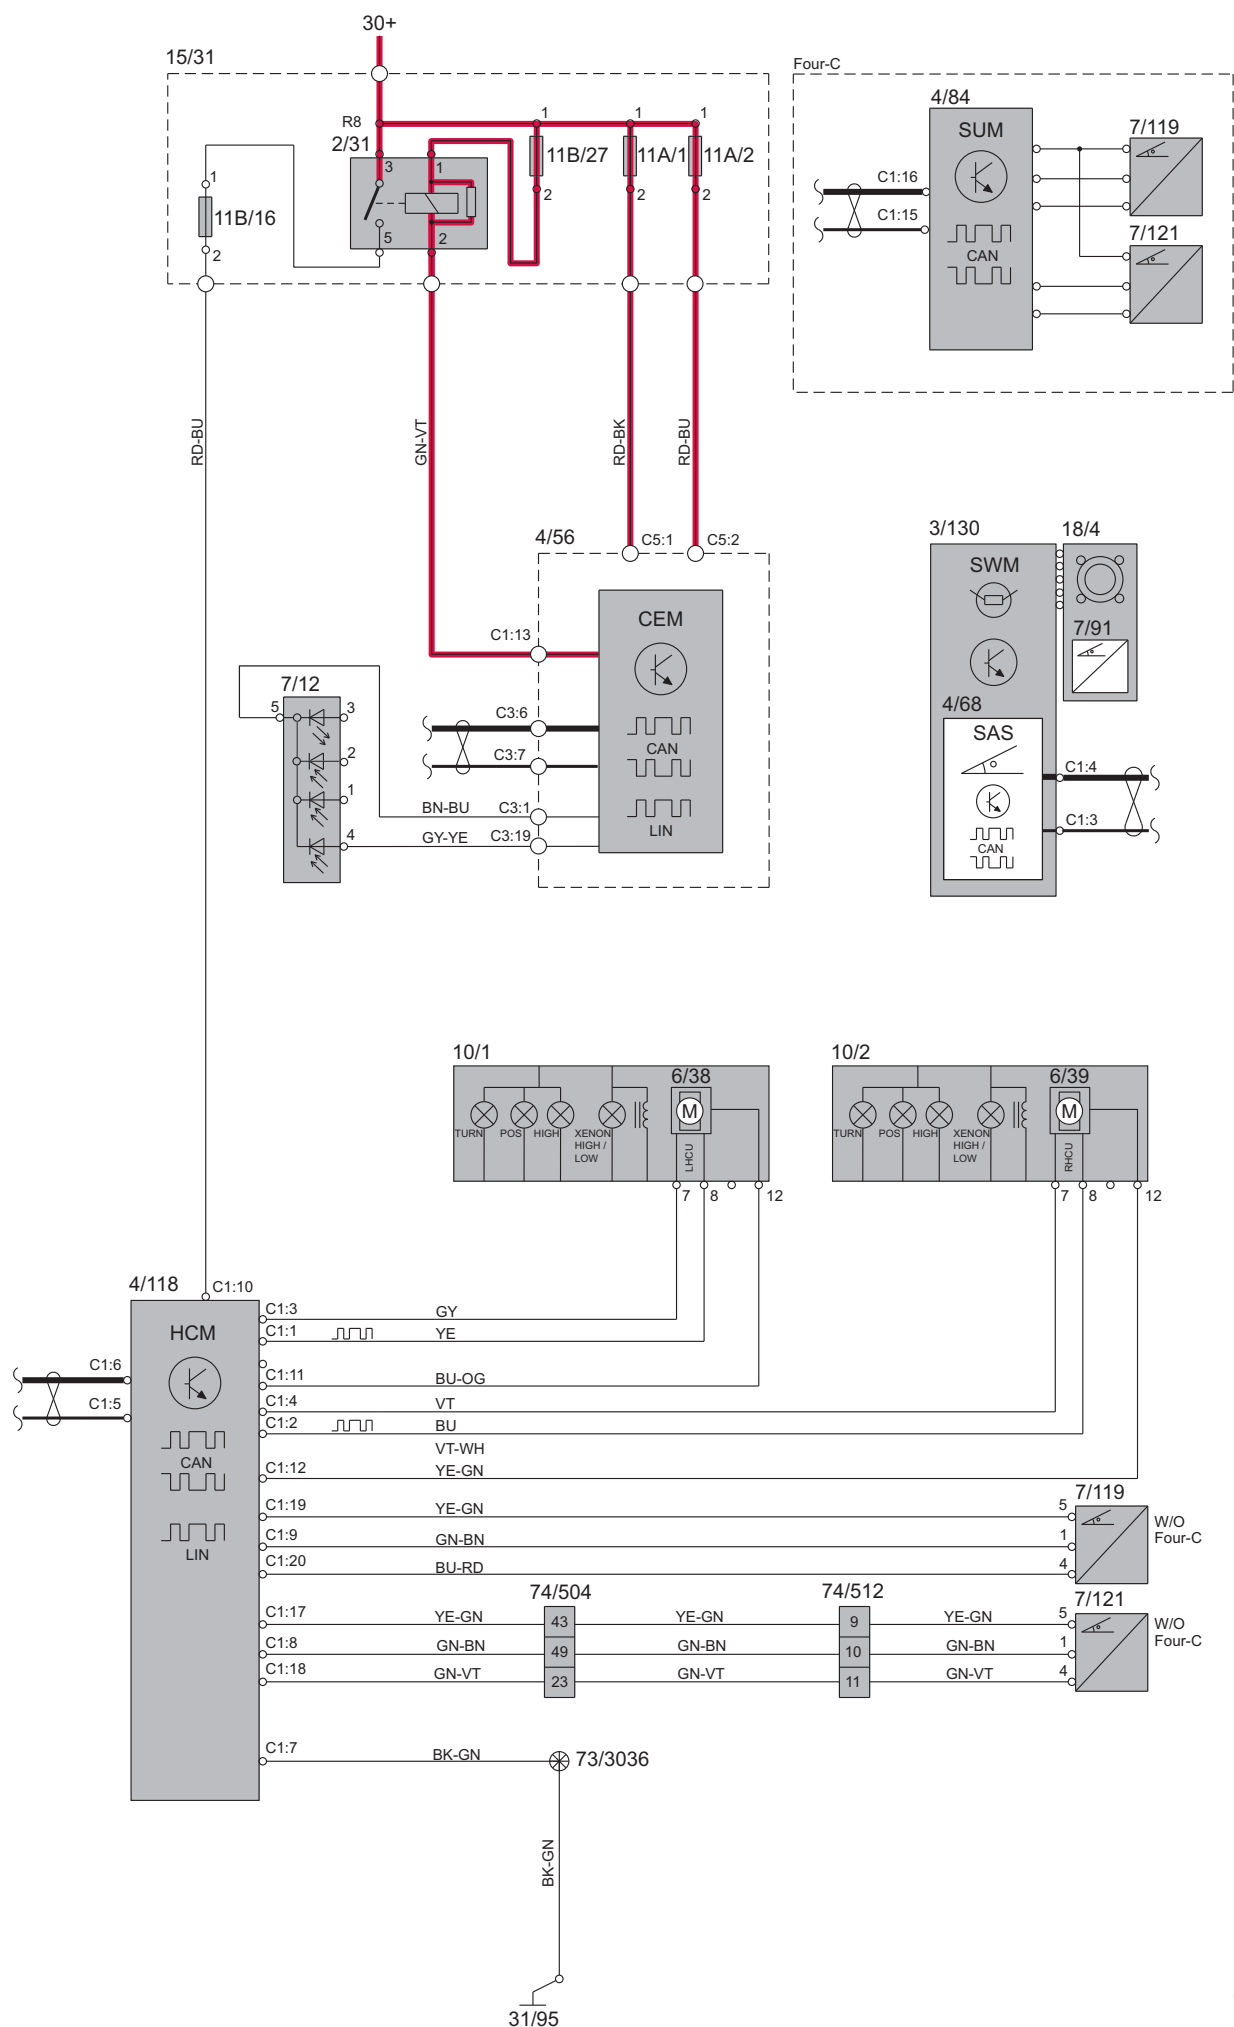 30+
15/31
R8
2/31
3
1
5
2
1
11B/16
2
1
11B/27
2
1
11A/1
2
1
11A/2
2
Four-C
4/84
SUM
CAN
C1:16
C1:15
7/119
7/121
RD-BU
GN-VT
RD-BK
RD-BU
4/56
C5:1
C5:2
CEM
CAN
LIN
C1:13
C3:6
C3:7
BN-BU
C3:1
GY-YE
C3:19
7/12
5
3
2
1
4
3/130
SWM
18/4
7/91
4/68
SAS
CAN
C1:4
C1:3
10/1
6/38
M
TURN
POS
HIGH
XENON
HIGH /
LOW
LHCU
7
8
12
10/2
6/39
M
TURN
POS
HIGH
XENON
HIGH /
LOW
RHCU
7
8
12
4/118
C1:10
HCM
CAN
LIN
C1:6
C1:5
C1:3
GY
C1:1
YE
C1:11
BU-OG
C1:4
VT
C1:2
BU
VT-WH
C1:12
YE-GN
C1:19
YE-GN
5
C1:9
GN-BN
1
C1:20
BU-RD
4
7/119
W/O
Four-C
74/504
74/512
C1:17
YE-GN
43
YE-GN
9
YE-GN
5
C1:8
GN-BN
49
GN-BN
10
GN-BN
1
C1:18
GN-VT
23
GN-VT
11
GN-VT
4
7/121
W/O
Four-C
C1:7
BK-GN
73/3036
BK-GN
31/95